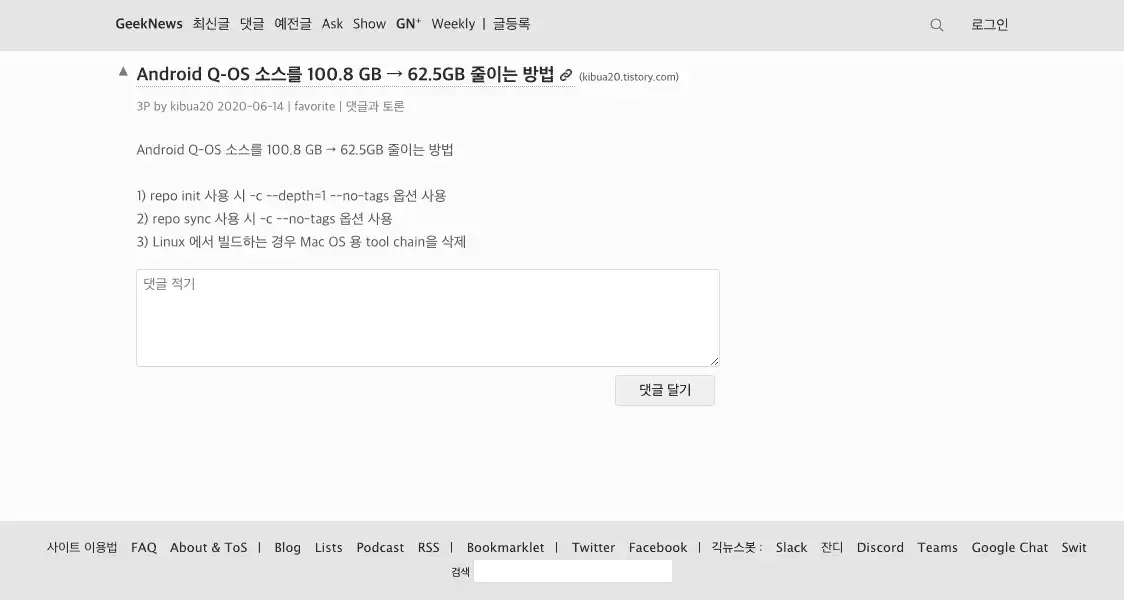 GeekNews 최신글 댓글 예전글 Ask Show GN⁺ Weekly | 글등록 로그인
▲ Android Q-OS 소스를 100.8 GB → 62.5GB 줄이는 방법 (kibua20.tistory.com)
3P by kibua20 2020-06-14 | favorite | 댓글과 토론
Android Q-OS 소스를 100.8 GB → 62.5GB 줄이는 방법
1) repo init 사용 시 -c --depth=1 --no-tags 옵션 사용
2) repo sync 사용 시 -c --no-tags 옵션 사용
3) Linux 에서 빌드하는 경우 Mac OS 용 tool chain을 삭제
댓글 적기
댓글 달기
사이트 이용법 FAQ About & ToS | Blog Lists Podcast RSS | Bookmarklet | Twitter Facebook | 긱뉴스봇 : Slack 잔디 Discord Teams Google Chat Swit
검색